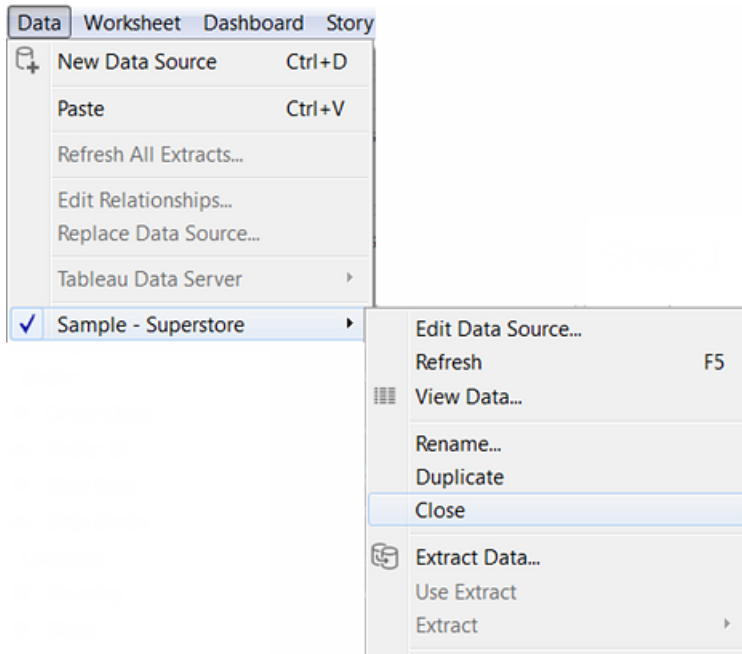 Data Worksheet Dashboard Story
New Data Source Ctrl+D
Paste Ctrl+V
Refresh All Extracts...
Edit Relationships...
Replace Data Source...
Tableau Data Server
Sample - Superstore
Edit Data Source...
Refresh F5
View Data...
Rename...
Duplicate
Close
Extract Data...
Use Extract
Extract